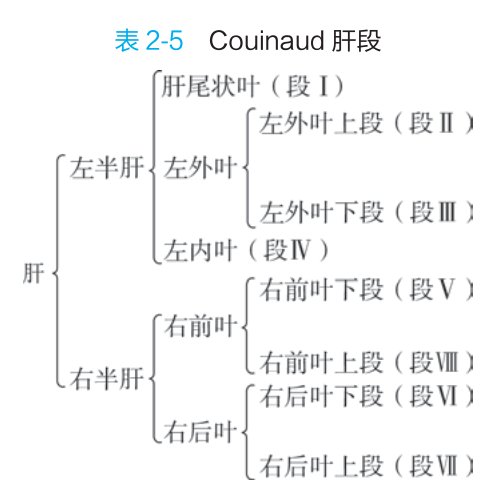 表 2-5 Couinaud 肝段
肝尾状叶（段Ⅰ）
左外叶上段（段Ⅱ）
左半肝
左外叶
左外叶下段（段Ⅲ）
左内叶（段Ⅳ）
肝
右前叶下段（段Ⅴ）
右前叶
右前叶上段（段Ⅷ）
右半肝
右后叶下段（段Ⅵ）
右后叶
右后叶上段（段Ⅶ）